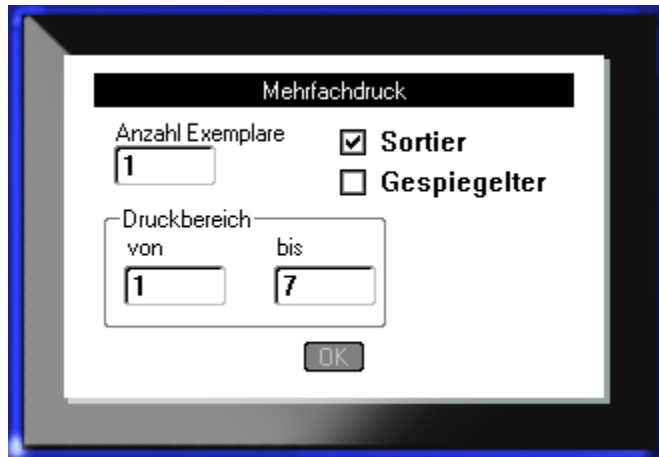 Mehrfachdruck
Anzahl Exemplare
1
Sortier
Gespiegelter
Druckbereich
von bis
1 7
OK